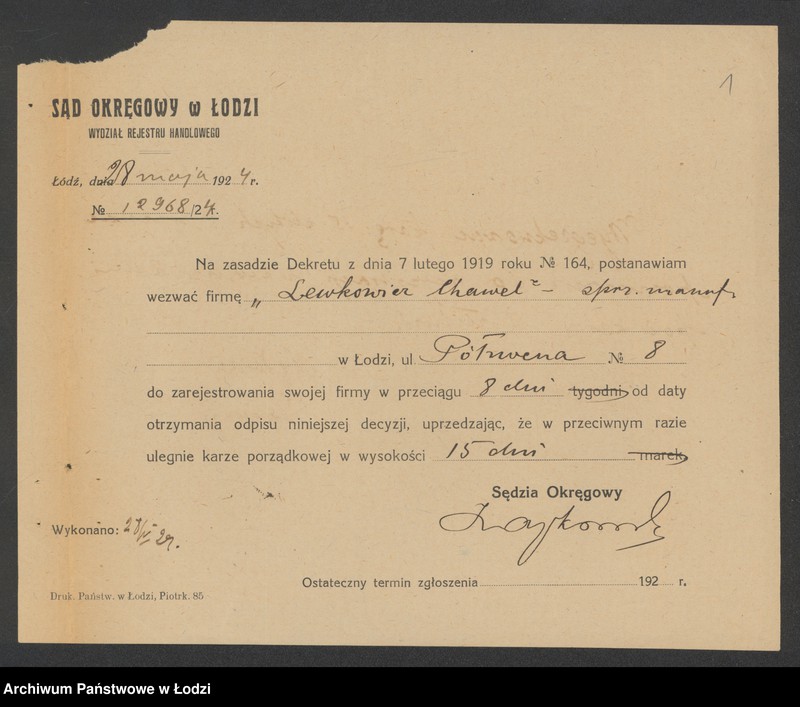 1
SĄD OKRĘGOWY w ŁODZI
WYDZIAŁ REJESTRU HANDLOWEGO
Łódź, dnia 28 maja 1924 r.
№ 12968/24.
Na zasadzie Dekretu z dnia 7 lutego 1919 roku № 164, postanawiam
wezwać firmę „Lewkowicz Chawel" - sprz. manuf.
w Łodzi, ul. № 8
do zarejestrowania swojej firmy w przeciągu 8 dni tygodni od daty
otrzymania odpisu niniejszej decyzji, uprzedzając, że w przeciwnym razie
ulegnie karze porządkowej w wysokości 15 dni marek
Sędzia Okręgowy
Wykonano: 28/V 24.
Ostateczny termin zgłoszenia 192 r.
Druk. Państw. w Łodzi, Piotrk. 85
Archiwum Państwowe w Łodzi